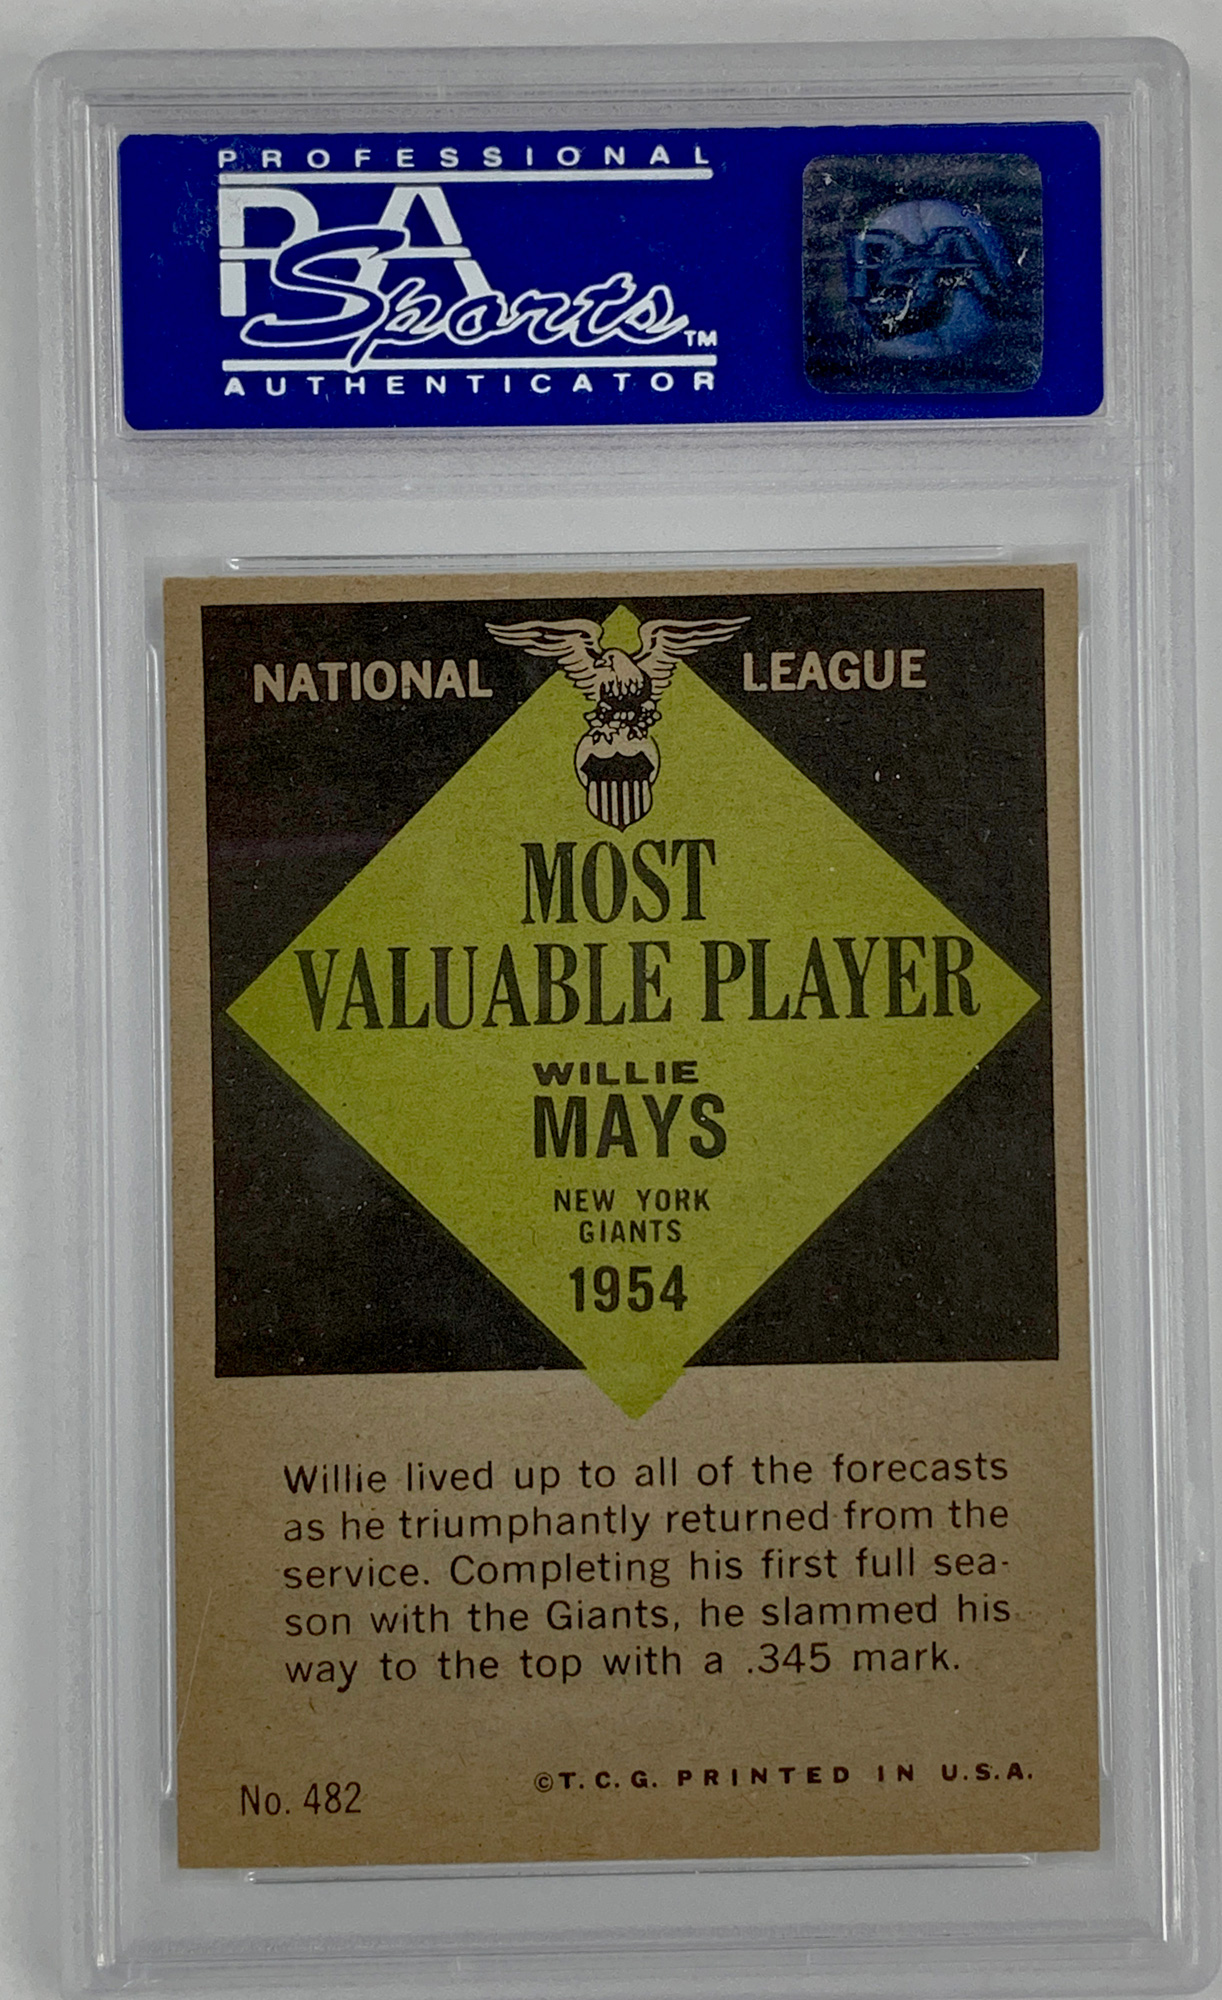 PROFESSIONAL
PSA
Sports™
AUTHENTICATOR
PSA
NATIONAL LEAGUE
MOST
VALUABLE PLAYER
WILLIE
MAYS
NEW YORK
GIANTS
1954
Willie lived up to all of the forecasts
as he triumphantly returned from the
service. Completing his first full sea-
son with the Giants, he slammed his
way to the top with a .345 mark.
No. 482
©T. C. G. PRINTED IN U.S.A.